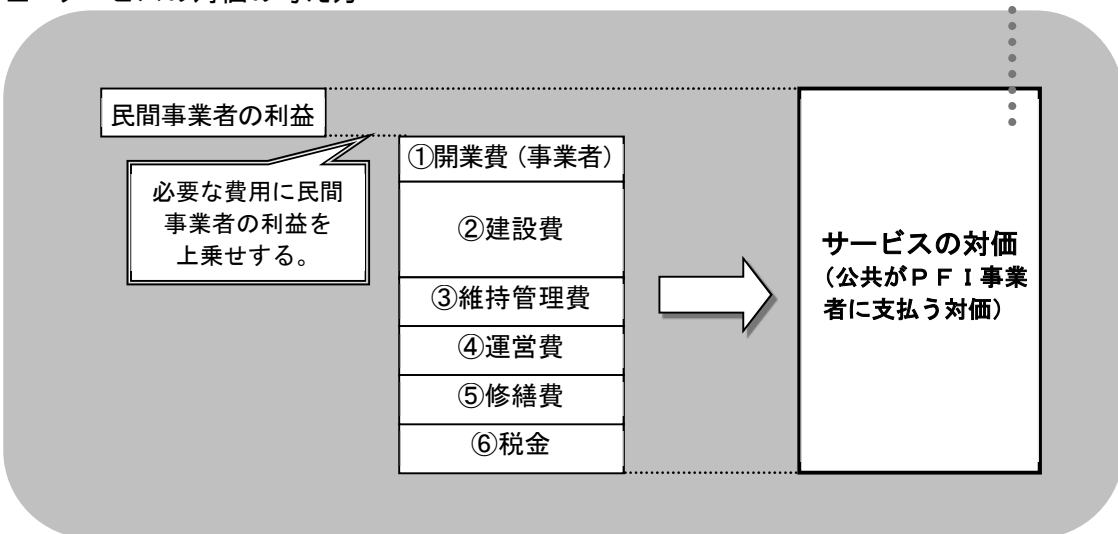 民間事業者の利益
必要な費用に民間
事業者の利益を
上乗せする。
①開業費（事業者）
②建設費
③維持管理費
④運営費
⑤修繕費
⑥税金
サービスの対価
（公共がＰＦＩ事業
者に支払う対価）